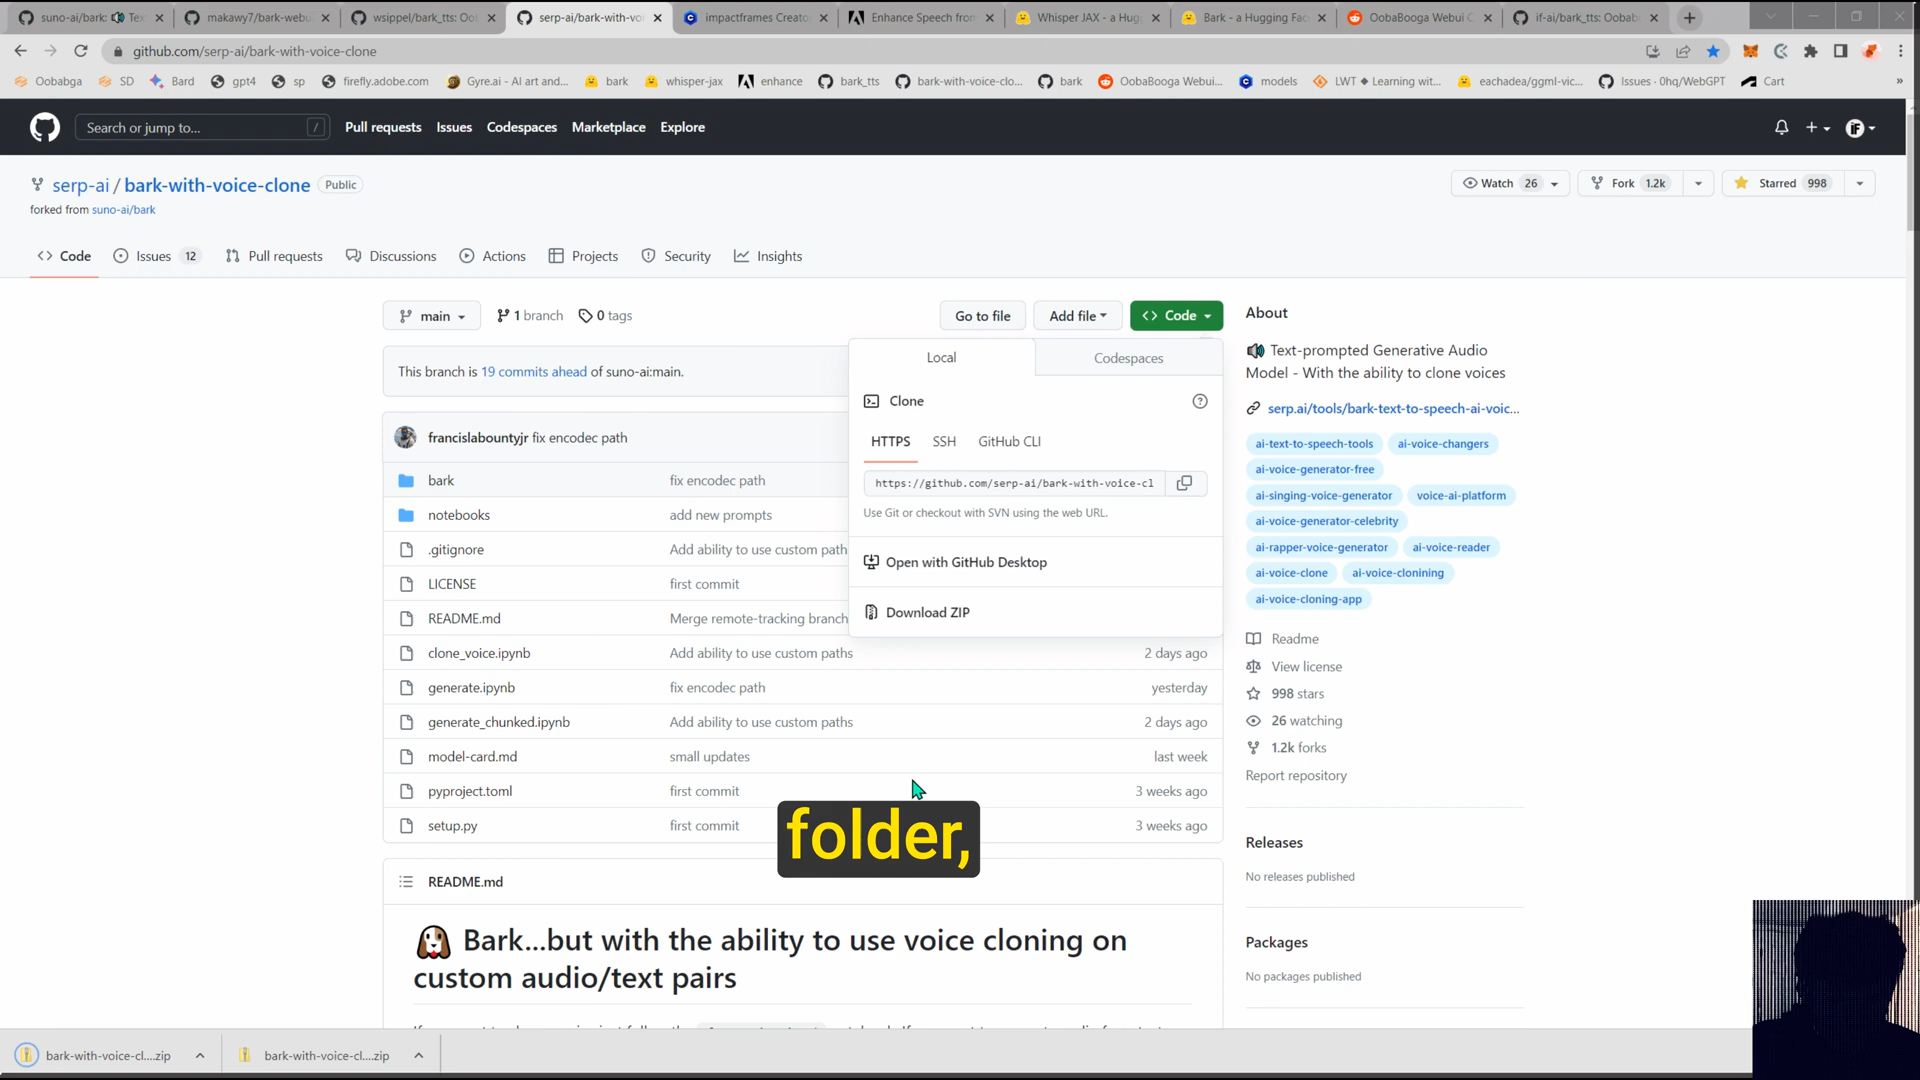 suno-ai/bark: 🔊 Tex
makawy7/bark-webu
wsippel/bark_tts: Oo
serp-ai/bark-with-vo
impactframes Creato
Enhance Speech from
Whisper JAX - a Hug
Bark - a Hugging Fac
OobaBooga Webui C
if-ai/bark_tts: Oobab
github.com/serp-ai/bark-with-voice-clone
Oobabga
SD
Bard
gpt4
sp
firefly.adobe.com
Gyre.ai - AI art and...
bark
whisper-jax
enhance
bark_tts
bark-with-voice-clo...
bark
OobaBooga Webui...
models
LWT ◆ Learning wit...
eachadea/ggml-vic...
Issues · 0hq/WebGPT
Cart
»
Search or jump to...
/
Pull requests
Issues
Codespaces
Marketplace
Explore
iF
serp-ai / bark-with-voice-clone
Public
forked from suno-ai/bark
Watch 26
Fork 1.2k
Starred 998
Code
Issues 12
Pull requests
Discussions
Actions
Projects
Security
Insights
main
1 branch
0 tags
Go to file
Add file
Code
This branch is 19 commits ahead of suno-ai:main.
Local
Codespaces
Clone
HTTPS
SSH
GitHub CLI
https://github.com/serp-ai/bark-with-voice-cl
Use Git or checkout with SVN using the web URL.
Open with GitHub Desktop
Download ZIP
francislabountyjr fix encodec path
bark
fix encodec path
notebooks
add new prompts
.gitignore
Add ability to use custom path
LICENSE
first commit
README.md
Merge remote-tracking branch
clone_voice.ipynb
Add ability to use custom paths
2 days ago
generate.ipynb
fix encodec path
yesterday
generate_chunked.ipynb
Add ability to use custom paths
2 days ago
model-card.md
small updates
last week
pyproject.toml
first commit
3 weeks ago
setup.py
first commit
3 weeks ago
folder,
README.md
Bark...but with the ability to use voice cloning on
custom audio/text pairs
About
🔊 Text-prompted Generative Audio
Model - With the ability to clone voices
serp.ai/tools/bark-text-to-speech-ai-voic...
ai-text-to-speech-tools
ai-voice-changers
ai-voice-generator-free
ai-singing-voice-generator
voice-ai-platform
ai-voice-generator-celebrity
ai-rapper-voice-generator
ai-voice-reader
ai-voice-clone
ai-voice-clonining
ai-voice-cloning-app
Readme
View license
998 stars
26 watching
1.2k forks
Report repository
Releases
No releases published
Packages
No packages published
bark-with-voice-cl....zip
bark-with-voice-cl....zip